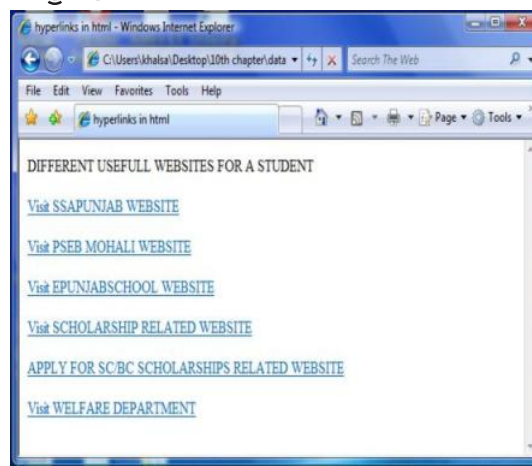 hyperlinks in html - Windows Internet Explorer
C:\Users\khalsa\Desktop\10th chapter\data
Search The Web
File Edit View Favorites Tools Help
hyperlinks in html
Page Tools
DIFFERENT USEFULL WEBSITES FOR A STUDENT
Visit SSAPUNJAB WEBSITE
Visit PSEB MOHALI WEBSITE
Visit EPUNJABSCHOOL WEBSITE
Visit SCHOLARSHIP RELATED WEBSITE
APPLY FOR SC/BC SCHOLARSHIPS RELATED WEBSITE
Visit WELFARE DEPARTMENT